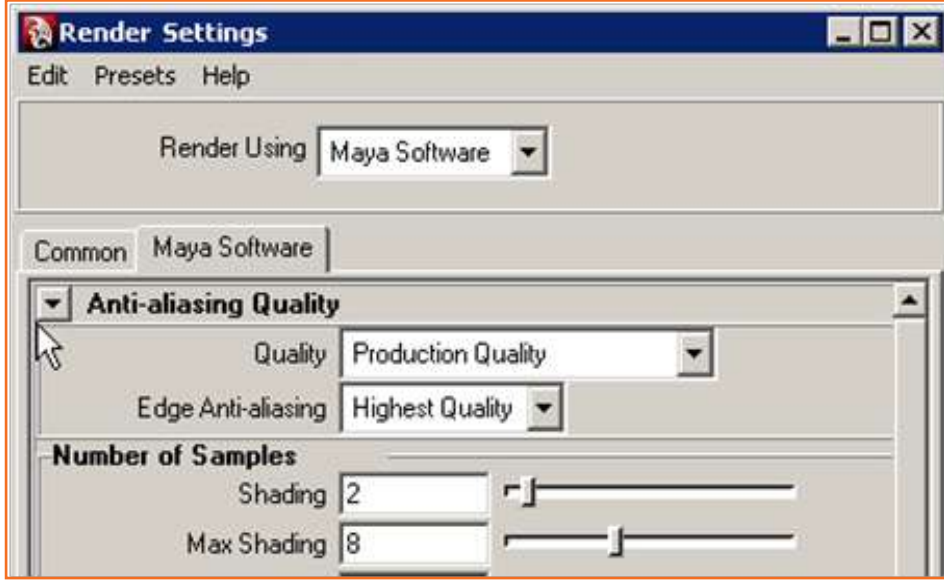 Render Settings
Edit Presets Help
Render Using Maya Software
Common Maya Software
Anti-aliasing Quality
Quality Production Quality
Edge Anti-aliasing Highest Quality
Number of Samples
Shading 2
Max Shading 8